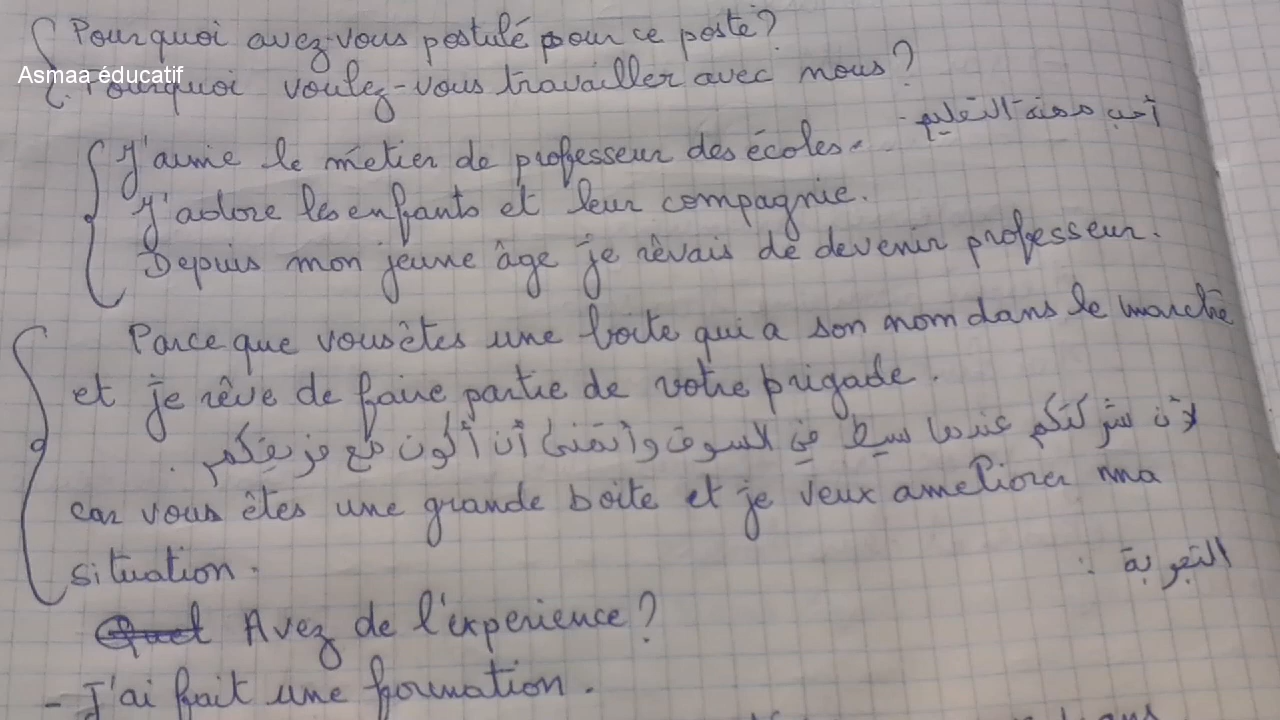 Pourquoi avez-vous postulé pour ce poste?
Asmaa éducatif
Pourquoi voulez-vous travailler avec nous?
أحب مهنة التعليم.
J'aime le métier de professeur des écoles.
J'adore les enfants et leur compagnie.
Depuis mon jeune âge je rêvais de devenir professeur.
Parce que vous êtes une boite qui a son nom dans le marché
et je rêve de faire partie de votre brigade.
لأن شركتكم عندها سيط في السوق وأتمنى أن أكون مع فريقكم.
car vous êtes une grande boite et je veux ameliorer ma
situation.
التجربة:
Avez de l'experience?
- J'ai fait une formation.